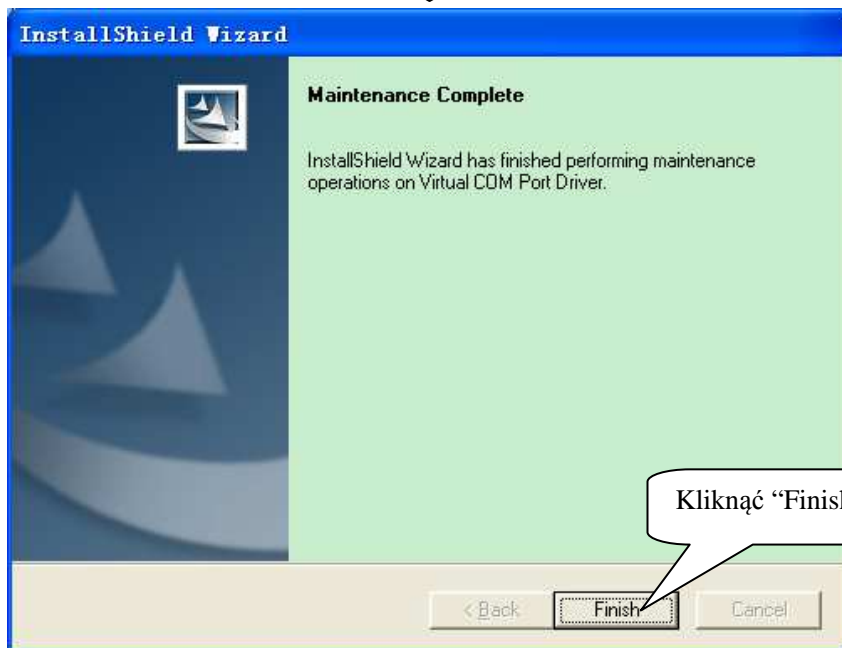 InstallShield Wizard
Maintenance Complete
InstallShield Wizard has finished performing maintenance
operations on Virtual COM Port Driver.
Kliknąć “Finish
< Back Finish Cancel